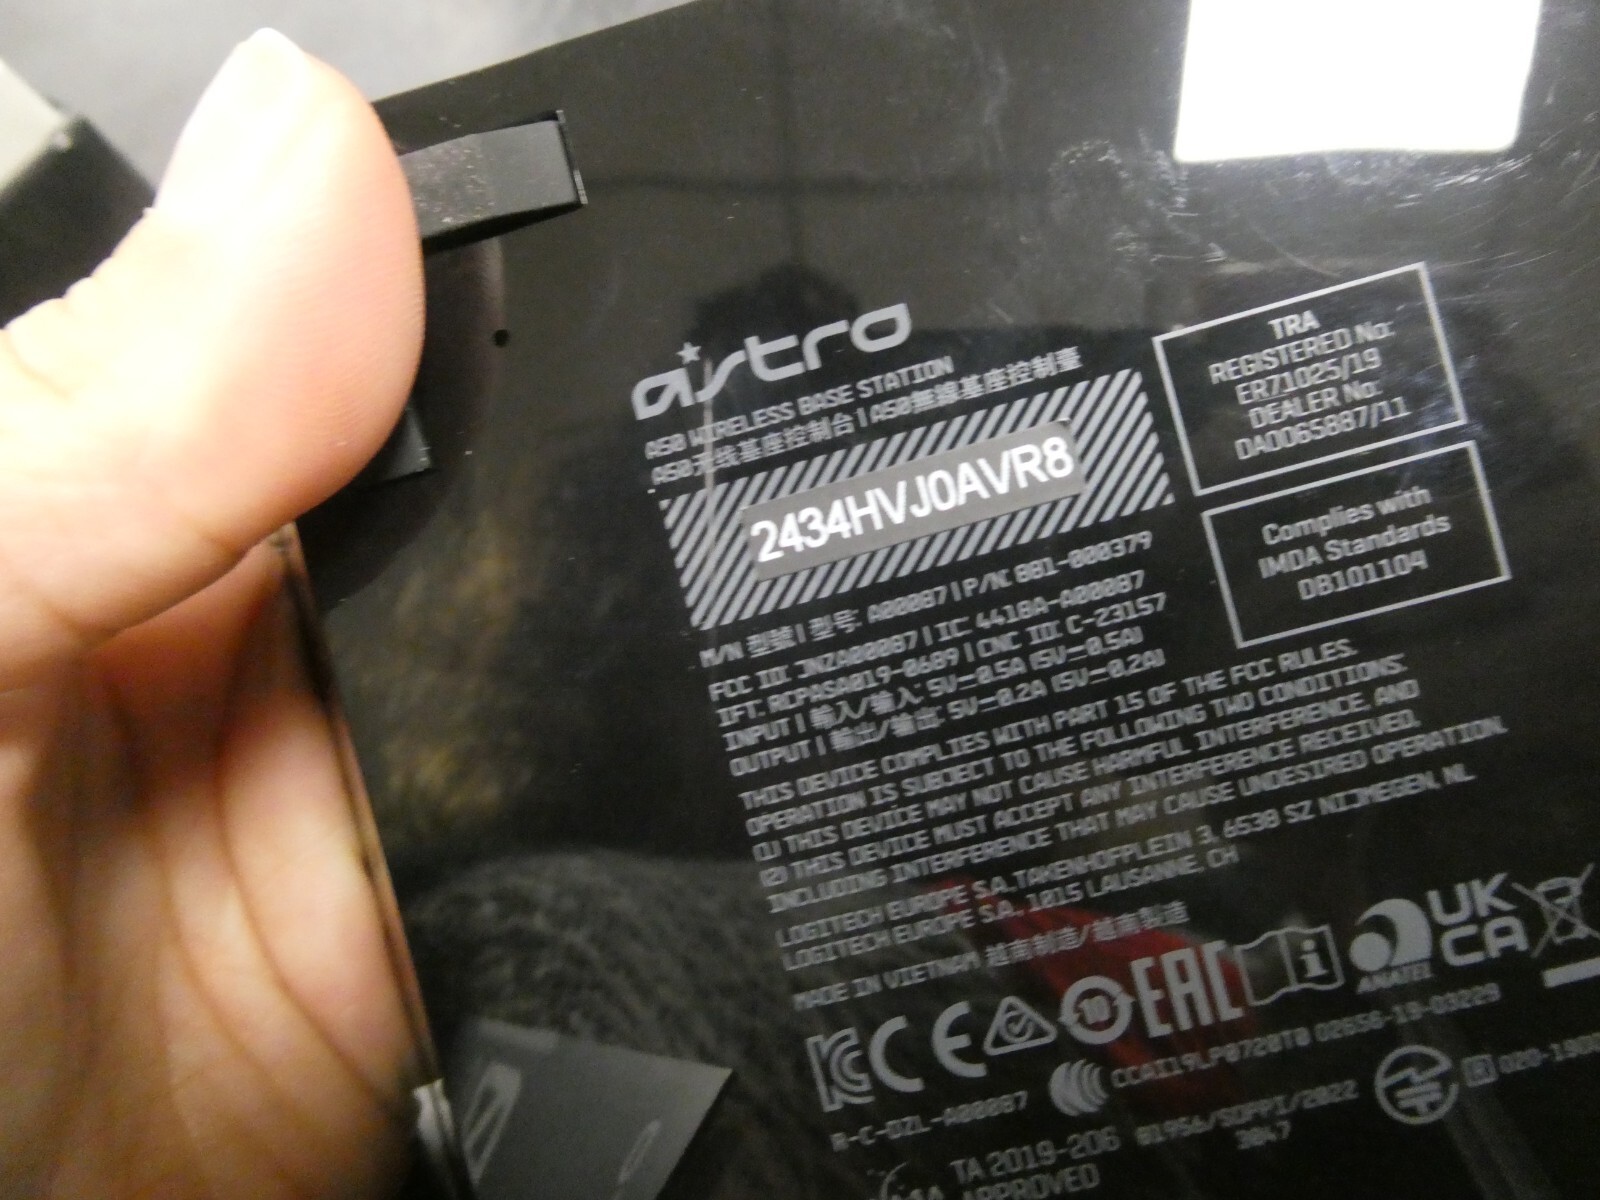 astro
A50 WIRELESS BASE STATION
A50无线基座控制台 | A50無線基座控制臺
2434HVJ0AVR8
M/N 型號 | 型号: A00087 | P/N: 881-000379
FCC ID: JNZA00087 | IC: 4418A-A00087
IFT: RCPASA019-0689 | CNC ID: C-23157
INPUT | 輸入/输入: 5V⎓0.5A (5V⎓0.5A)
OUTPUT | 輸出/输出: 5V⎓0.2A (5V⎓0.2A)
THIS DEVICE COMPLIES WITH PART 15 OF THE FCC RULES.
OPERATION IS SUBJECT TO THE FOLLOWING TWO CONDITIONS:
(1) THIS DEVICE MAY NOT CAUSE HARMFUL INTERFERENCE, AND
(2) THIS DEVICE MUST ACCEPT ANY INTERFERENCE RECEIVED,
INCLUDING INTERFERENCE THAT MAY CAUSE UNDESIRED OPERATION.
LOGITECH EUROPE S.A. TAKENHOFPLEIN 3, 6538 SZ NIJMEGEN, NL
LOGITECH EUROPE S.A. 1015 LAUSANNE, CH
MADE IN VIETNAM 越南制造/越南製造
TRA
REGISTERED No:
ER71025/19
DEALER No:
DA0065887/11
Complies with
IMDA Standards
DB101104
KC CE 10 EAC i ANATEL UK CA
R-C-DZL-A00087
CCAI19LP0720T0 02656-19-03229
TA 2019-206
APPROVED
81956/SDPPI/2022
3047
R